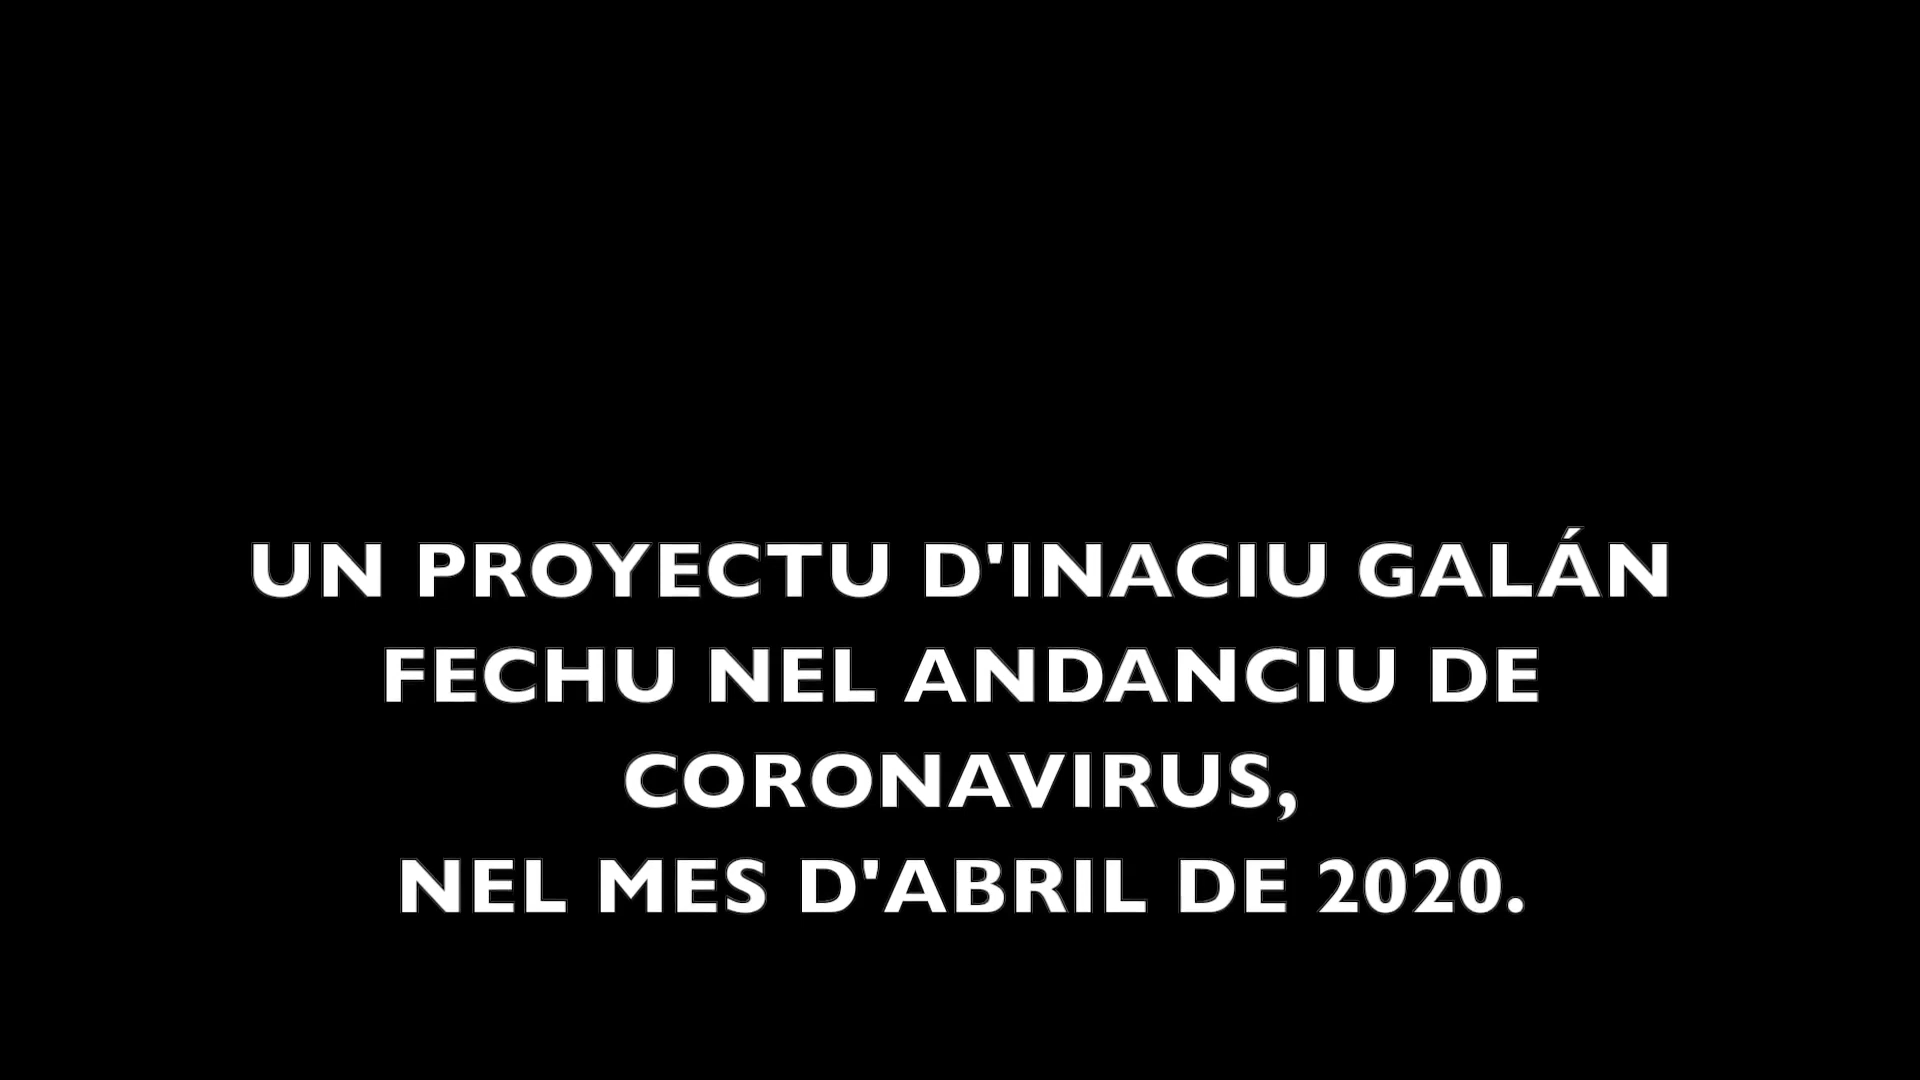 UN PROYECTU D'INACIU GALÁN
FECHU NEL ANDANCIU DE
CORONAVIRUS,
NEL MES D'ABRIL DE 2020.